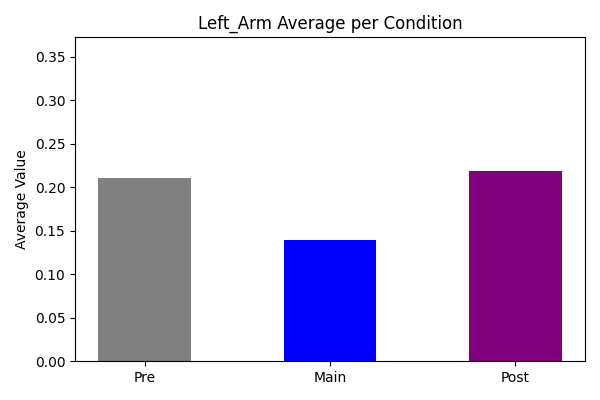 Left_Arm Average per Condition
Average Value
0.35
0.30
0.25
0.20
0.15
0.10
0.05
0.00
Pre
Main
Post